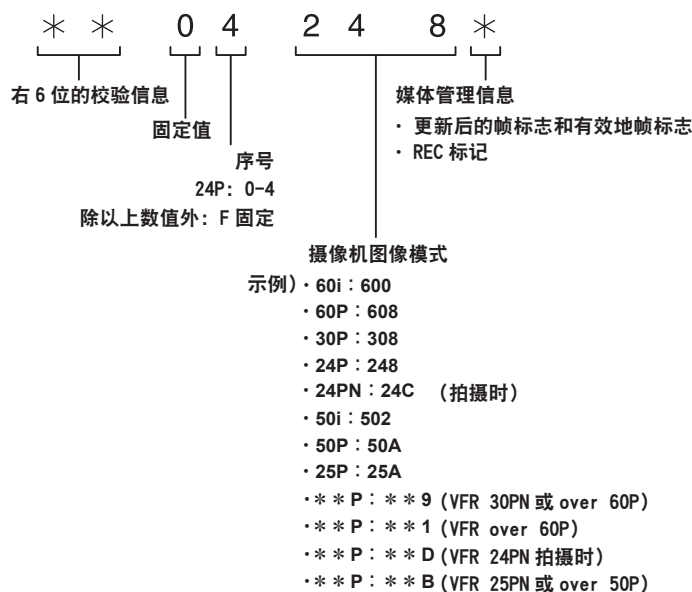 ＊ ＊ 0 4 2 4 8 ＊
右 6 位的校验信息
固定值
序号
24P: 0-4
除以上数值外: F 固定
媒体管理信息
· 更新后的帧标志和有效地帧标志
· REC 标记
摄像机图像模式
示例)· 60i：600
· 60P：608
· 30P：308
· 24P：248
· 24PN：24C （拍摄时）
· 50i：502
· 50P：50A
· 25P：25A
·＊＊P：＊＊9 (VFR 30PN 或 over 60P)
·＊＊P：＊＊1 (VFR over 60P)
·＊＊P：＊＊D (VFR 24PN 拍摄时)
·＊＊P：＊＊B (VFR 25PN 或 over 50P)